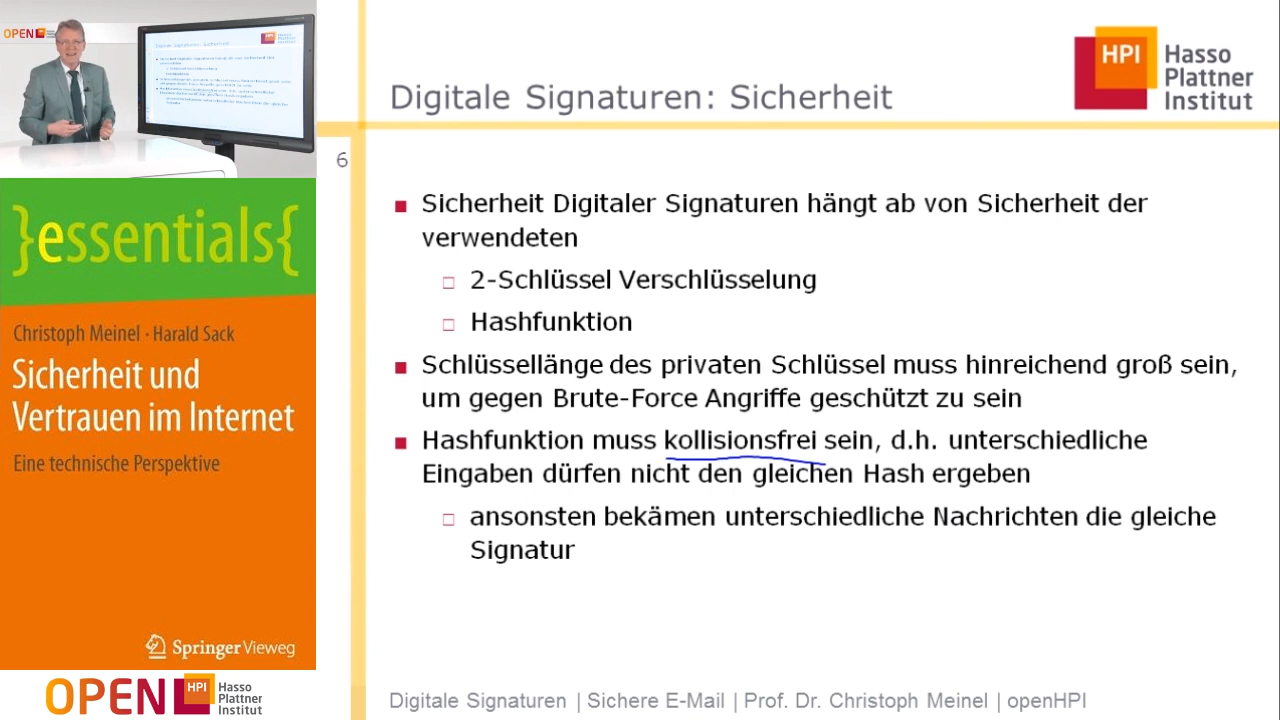 OPEN
Digitale Signaturen: Sicherheit
HPI Hasso
Plattner
Institut
6
Sicherheit Digitaler Signaturen hängt ab von Sicherheit der
verwendeten
2-Schlüssel Verschlüsselung
Hashfunktion
Schlüssellänge des privaten Schlüssel muss hinreichend groß sein,
um gegen Brute-Force Angriffe geschützt zu sein
Hashfunktion muss kollisionsfrei sein, d.h. unterschiedliche
Eingaben dürfen nicht den gleichen Hash ergeben
ansonsten bekämen unterschiedliche Nachrichten die gleiche
Signatur
}essentials{
Christoph Meinel · Harald Sack
Sicherheit und
Vertrauen im Internet
Eine technische Perspektive
Springer Vieweg
OPEN HPI Hasso
Plattner
Institut
Digitale Signaturen | Sichere E-Mail | Prof. Dr. Christoph Meinel | openHPI